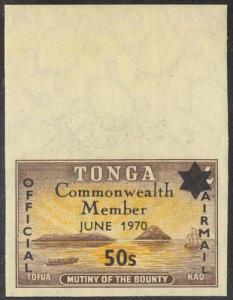 TONGA
Commonwealth
Member
JUNE 1970
OFFICIAL
AIRMAIL
50s
TOFUA
KAO
MUTINY OF THE BOUNTY